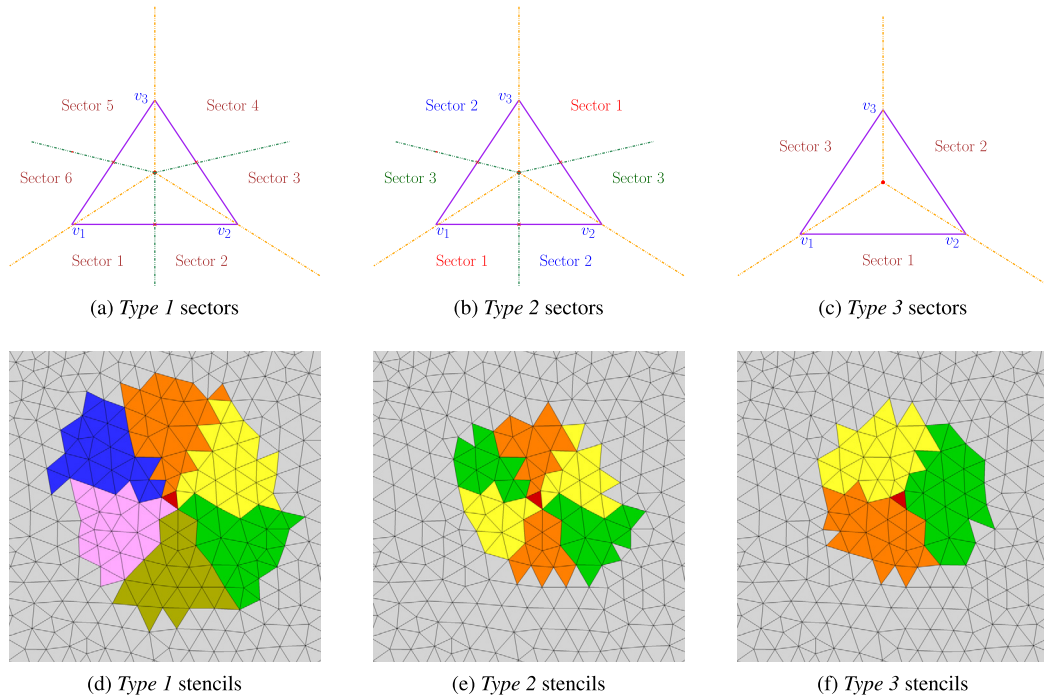 v₃
Sector 5
Sector 4
Sector 6
Sector 3
v₁
v₂
Sector 1
Sector 2
(a) Type 1 sectors
v₃
Sector 2
Sector 1
Sector 3
Sector 3
v₁
v₂
Sector 1
Sector 2
(b) Type 2 sectors
v₃
Sector 3
Sector 2
v₁
v₂
Sector 1
(c) Type 3 sectors
(d) Type 1 stencils
(e) Type 2 stencils
(f) Type 3 stencils